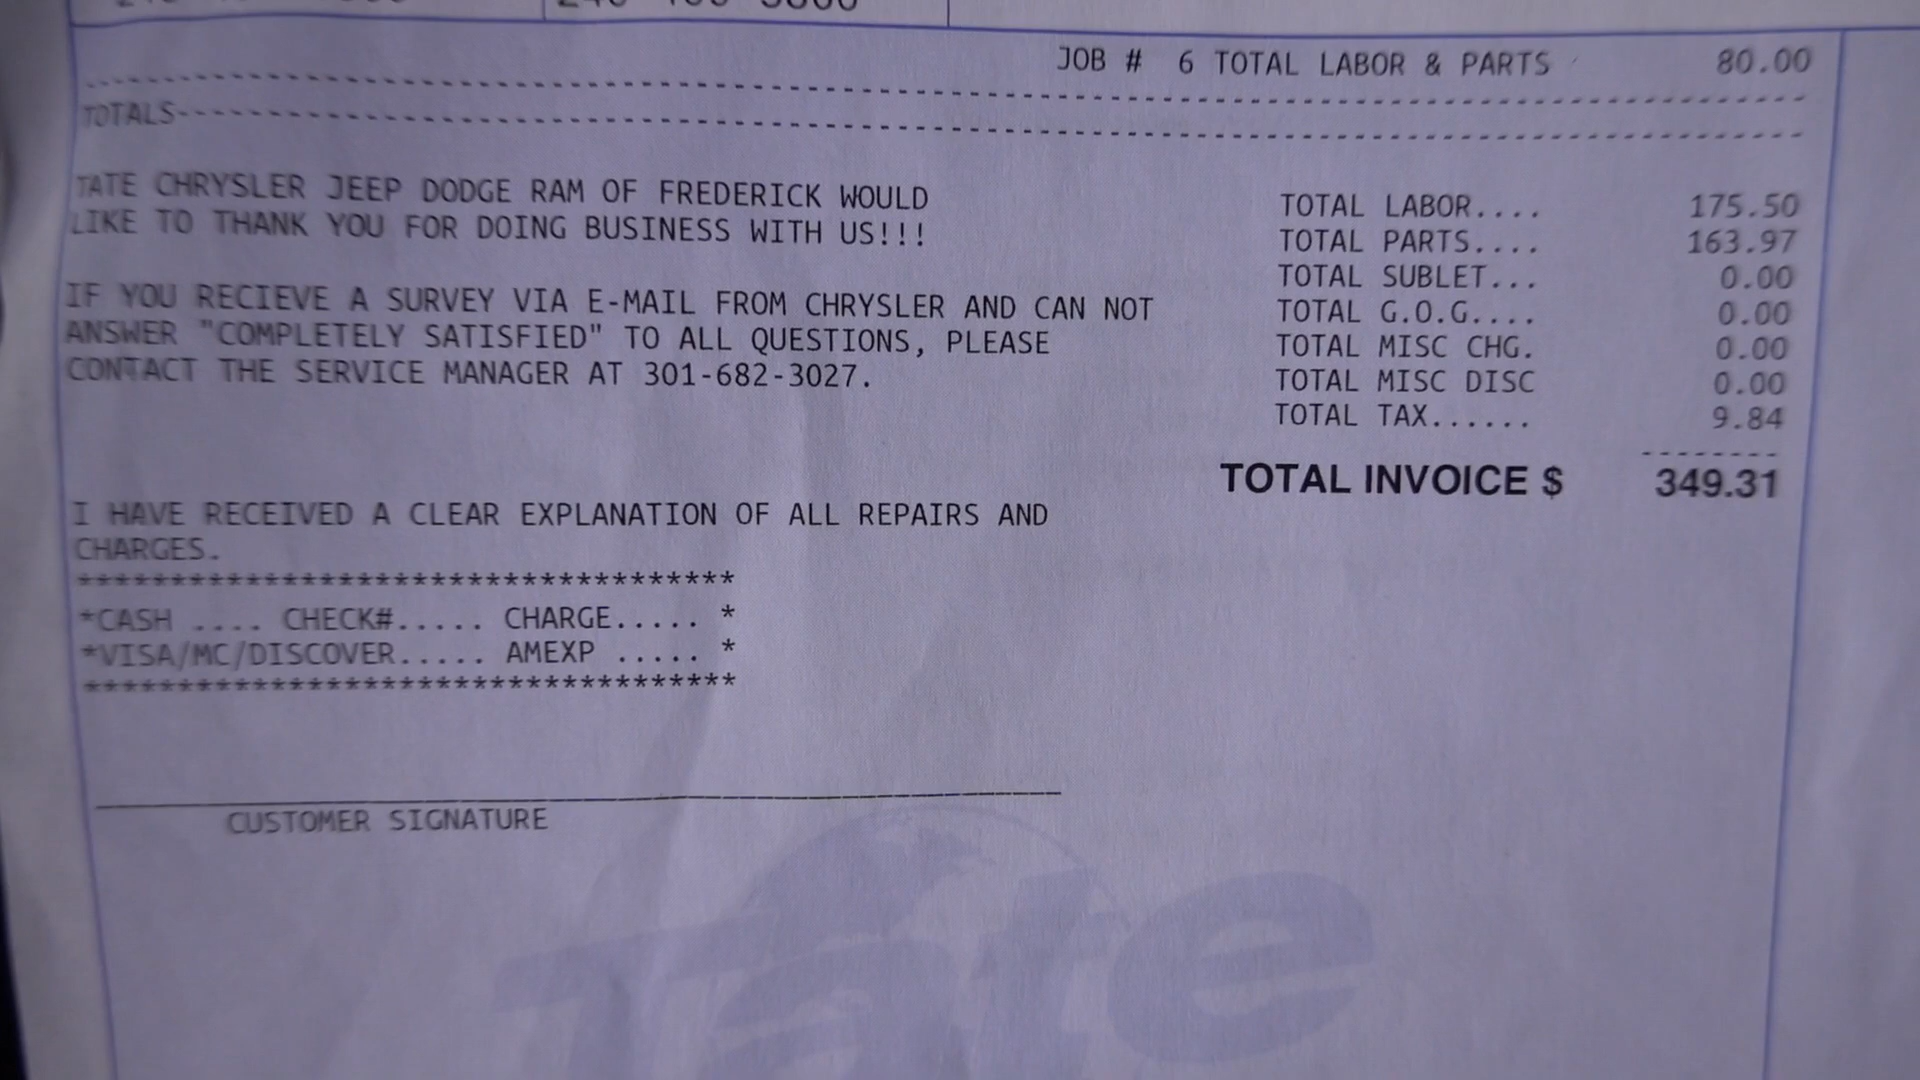 JOB # 6 TOTAL LABOR & PARTS 80.00
TOTALS
TATE CHRYSLER JEEP DODGE RAM OF FREDERICK WOULD
LIKE TO THANK YOU FOR DOING BUSINESS WITH US!!!
IF YOU RECIEVE A SURVEY VIA E-MAIL FROM CHRYSLER AND CAN NOT
ANSWER "COMPLETELY SATISFIED" TO ALL QUESTIONS, PLEASE
CONTACT THE SERVICE MANAGER AT 301-682-3027.
TOTAL LABOR.... 175.50
TOTAL PARTS.... 163.97
TOTAL SUBLET... 0.00
TOTAL G.O.G.... 0.00
TOTAL MISC CHG. 0.00
TOTAL MISC DISC 0.00
TOTAL TAX...... 9.84
TOTAL INVOICE $ 349.31
I HAVE RECEIVED A CLEAR EXPLANATION OF ALL REPAIRS AND
CHARGES.
************************************
*CASH .... CHECK#..... CHARGE..... *
*VISA/MC/DISCOVER..... AMEXP ..... *
************************************
CUSTOMER SIGNATURE
Tate